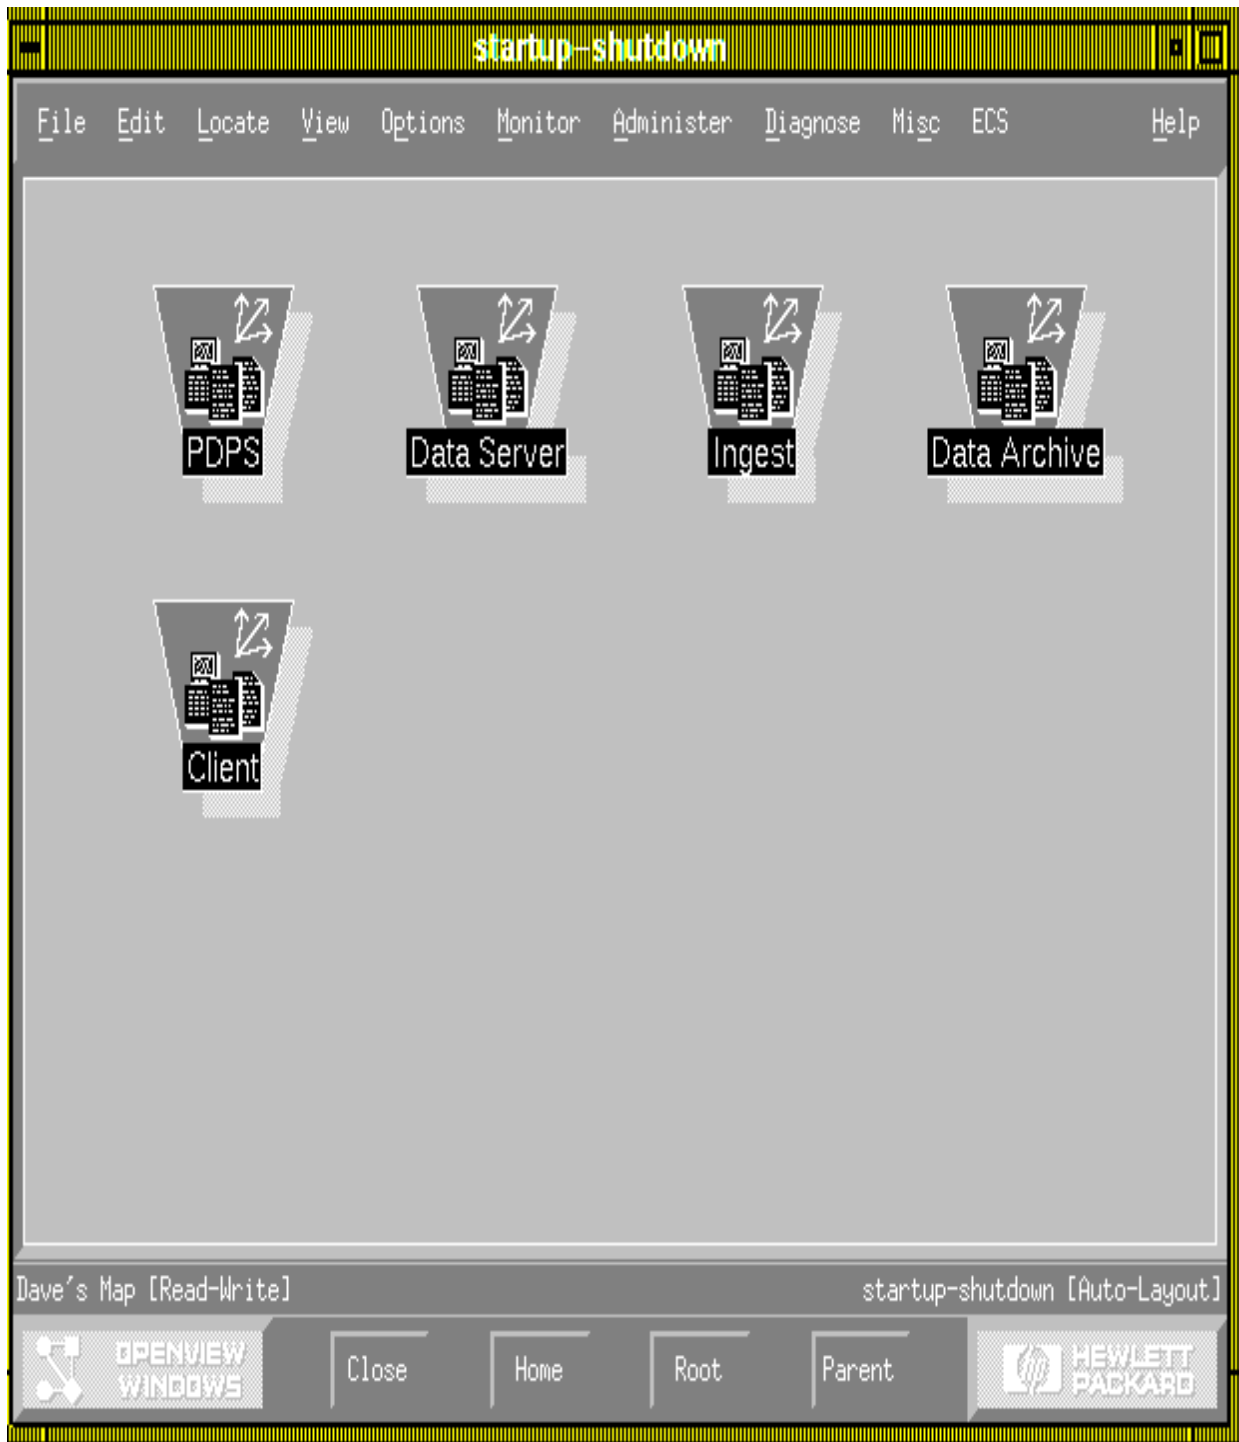 startup-shutdown
File Edit Locate View Options Monitor Administer Diagnose Misc ECS Help
PDPS Data Server Ingest Data Archive
Client
Dave's Map [Read-Write] startup-shutdown [Auto-Layout]
OPENVIEW
WINDOWS
Close Home Root Parent
hp
HEWLETT
PACKARD